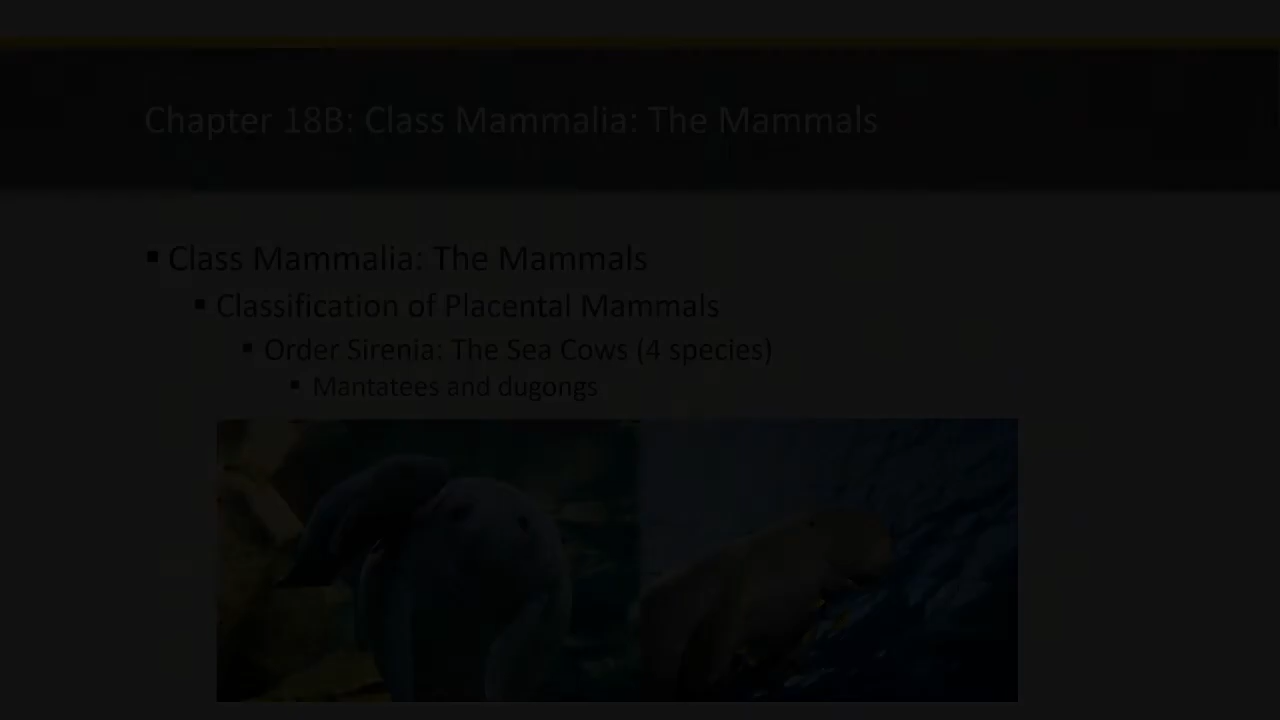 Chapter 18B: Class Mammalia: The Mammals
Class Mammalia: The Mammals
Classification of Placental Mammals
Order Sirenia: The Sea Cows (4 species)
Mantatees and dugongs